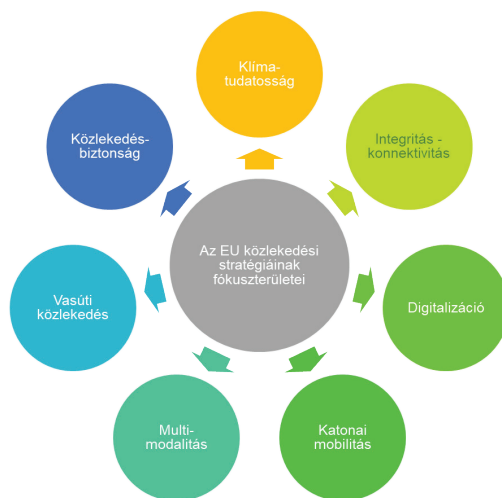 Klíma-
tudatosság
Integritás -
konnektivitás
Digitalizáció
Katonai
mobilitás
Multi-
modalitás
Vasúti
közlekedés
Közlekedés-
biztonság
Az EU közlekedési
stratégiáinak
fókuszterületei